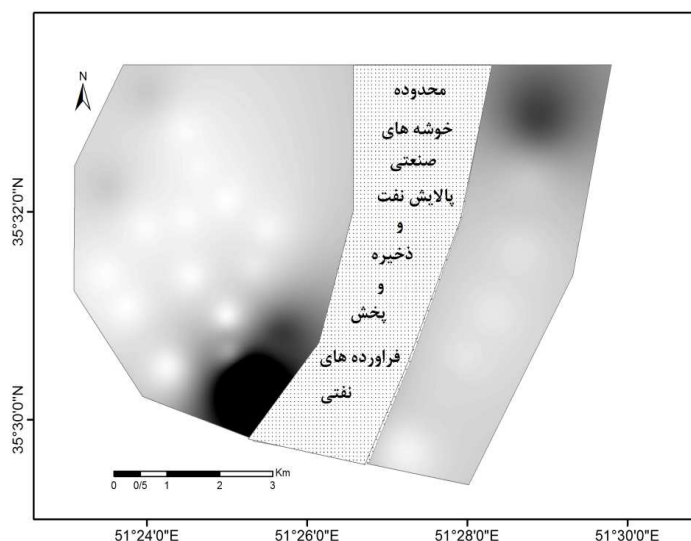 N
محدوده
خوشه های
صنعتی
پالایش نفت
و
ذخیره
و
پخش
فراورده های
نفتی
35°32'0"N
35°30'0"N
Km
0 0/5 1 2 3
51°24'0"E 51°26'0"E 51°28'0"E 51°30'0"E